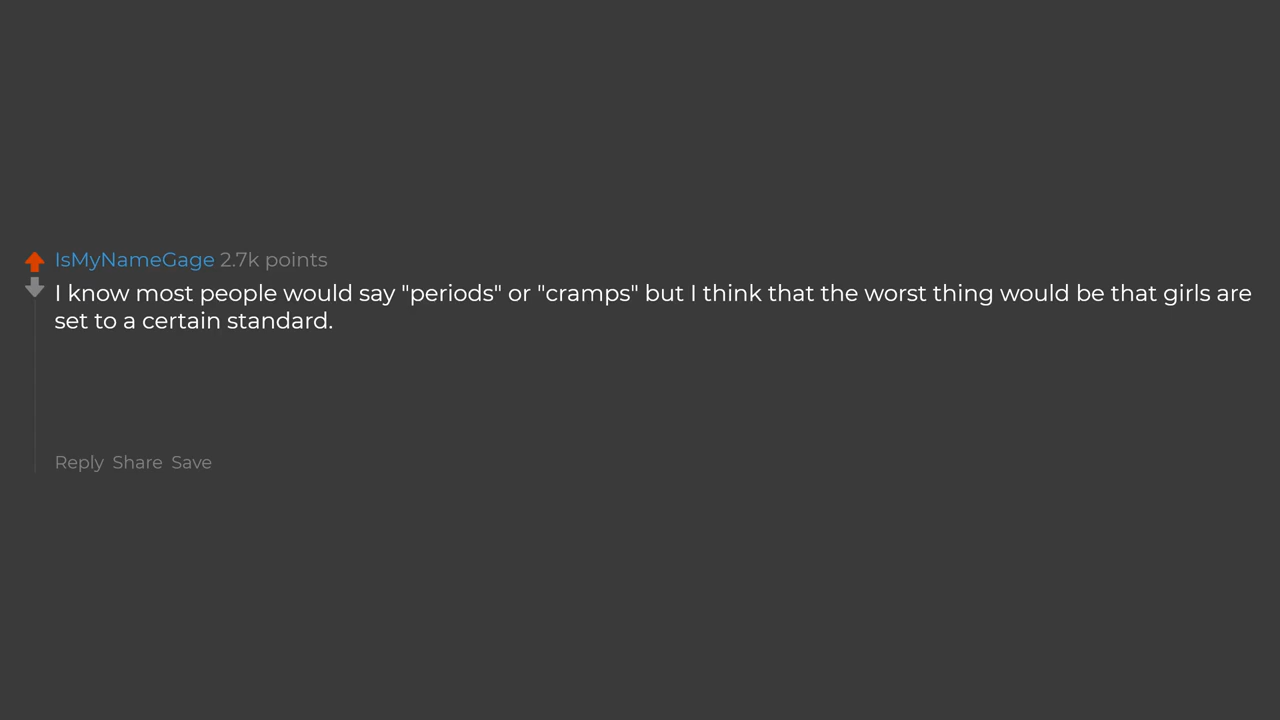 IsMyNameGage 2.7k points
I know most people would say "periods" or "cramps" but I think that the worst thing would be that girls are
set to a certain standard.
Reply Share Save